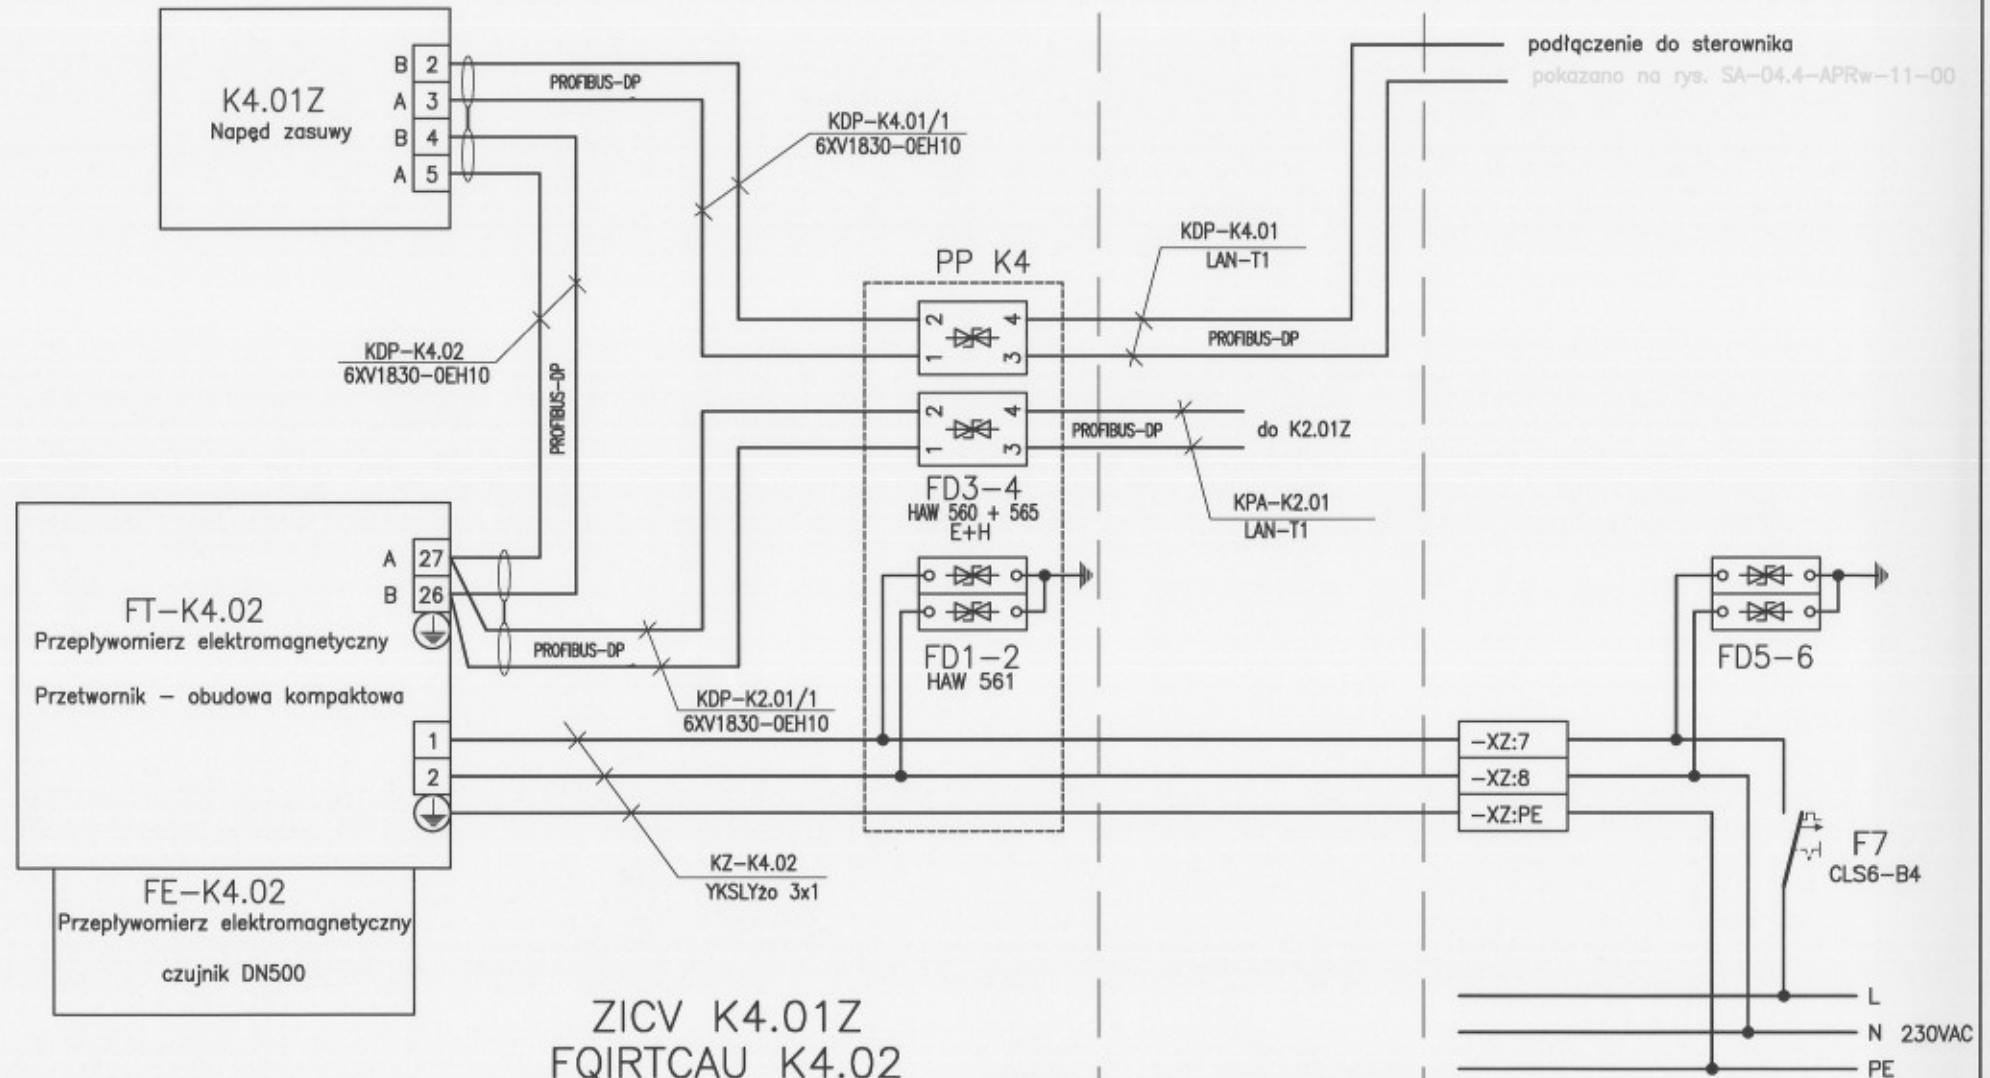 K4.01Z
Napęd zasuwy
B 2
A 3
B 4
A 5
PROFIBUS-DP
KDP-K4.01/1
6XV1830-0EH10
podłączenie do sterownika
pokazano na rys. SA-04.4-APRw-11-00
KDP-K4.01
LAN-T1
PP K4
2 4
1 3
PROFIBUS-DP
KDP-K4.02
6XV1830-0EH10
PROFIBUS-DP
2 4
1 3
PROFIBUS-DP
do K2.01Z
FD3-4
HAW 560 + 565
E+H
KPA-K2.01
LAN-T1
A 27
B 26
FT-K4.02
Przepływomierz elektromagnetyczny
Przetwornik – obudowa kompaktowa
PROFIBUS-DP
KDP-K2.01/1
6XV1830-0EH10
FD1-2
HAW 561
FD5-6
1
2
-XZ:7
-XZ:8
-XZ:PE
KZ-K4.02
YKSLYżo 3x1
F7
CLS6-B4
FE-K4.02
Przepływomierz elektromagnetyczny
czujnik DN500
ZICV K4.01Z
FQIRTCAU K4.02
L
N 230VAC
PE